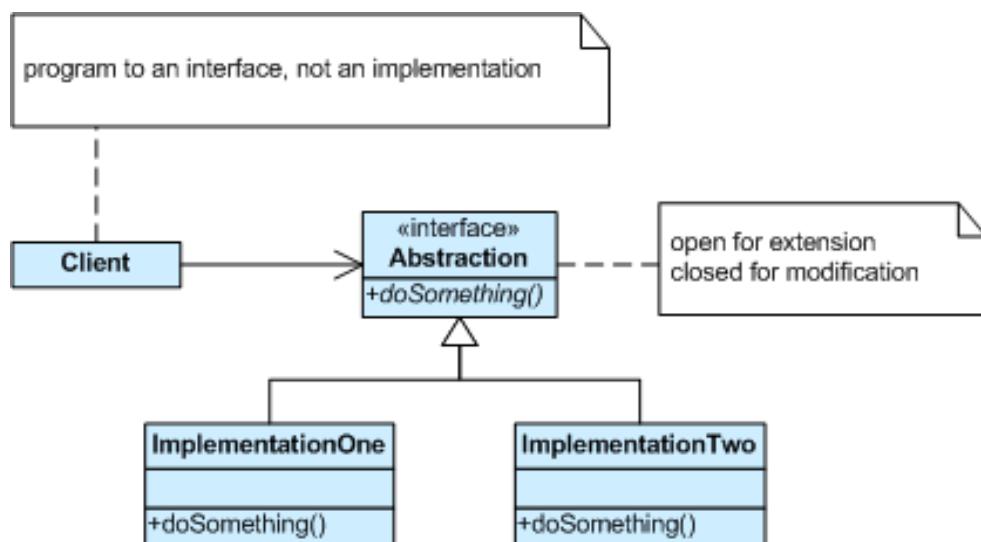 program to an interface, not an implementation
«interface»
Abstraction
+doSomething()
Client
open for extension
closed for modification
ImplementationOne
+doSomething()
ImplementationTwo
+doSomething()